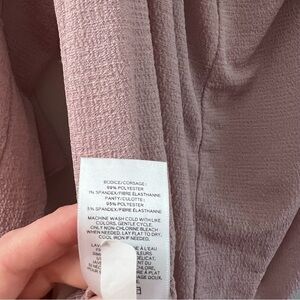 BODICE/CORSAGE:
99% POLYESTER
1% SPANDEX/FIBRE ELASTHANNE
PANTY/CULOTTE:
95% POLYESTER
5% SPANDEX/FIBRE ELASTHANNE
MACHINE WASH COLD WITH LIKE
COLORS, GENTLE CYCLE.
ONLY NON-CHLORINE BLEACH
WHEN NEEDED. LAY FLAT TO DRY.
COOL IRON IF NEEDED.
LAV
À L'EAU